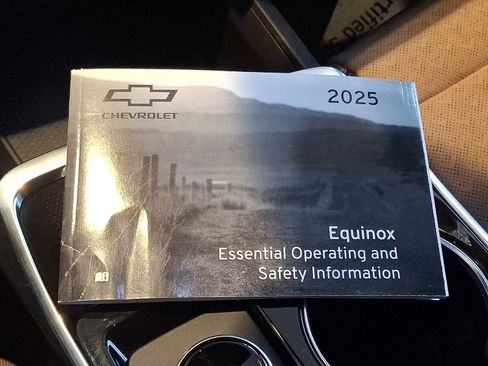 CHEVROLET
2025
Equinox
Essential Operating and
Safety Information